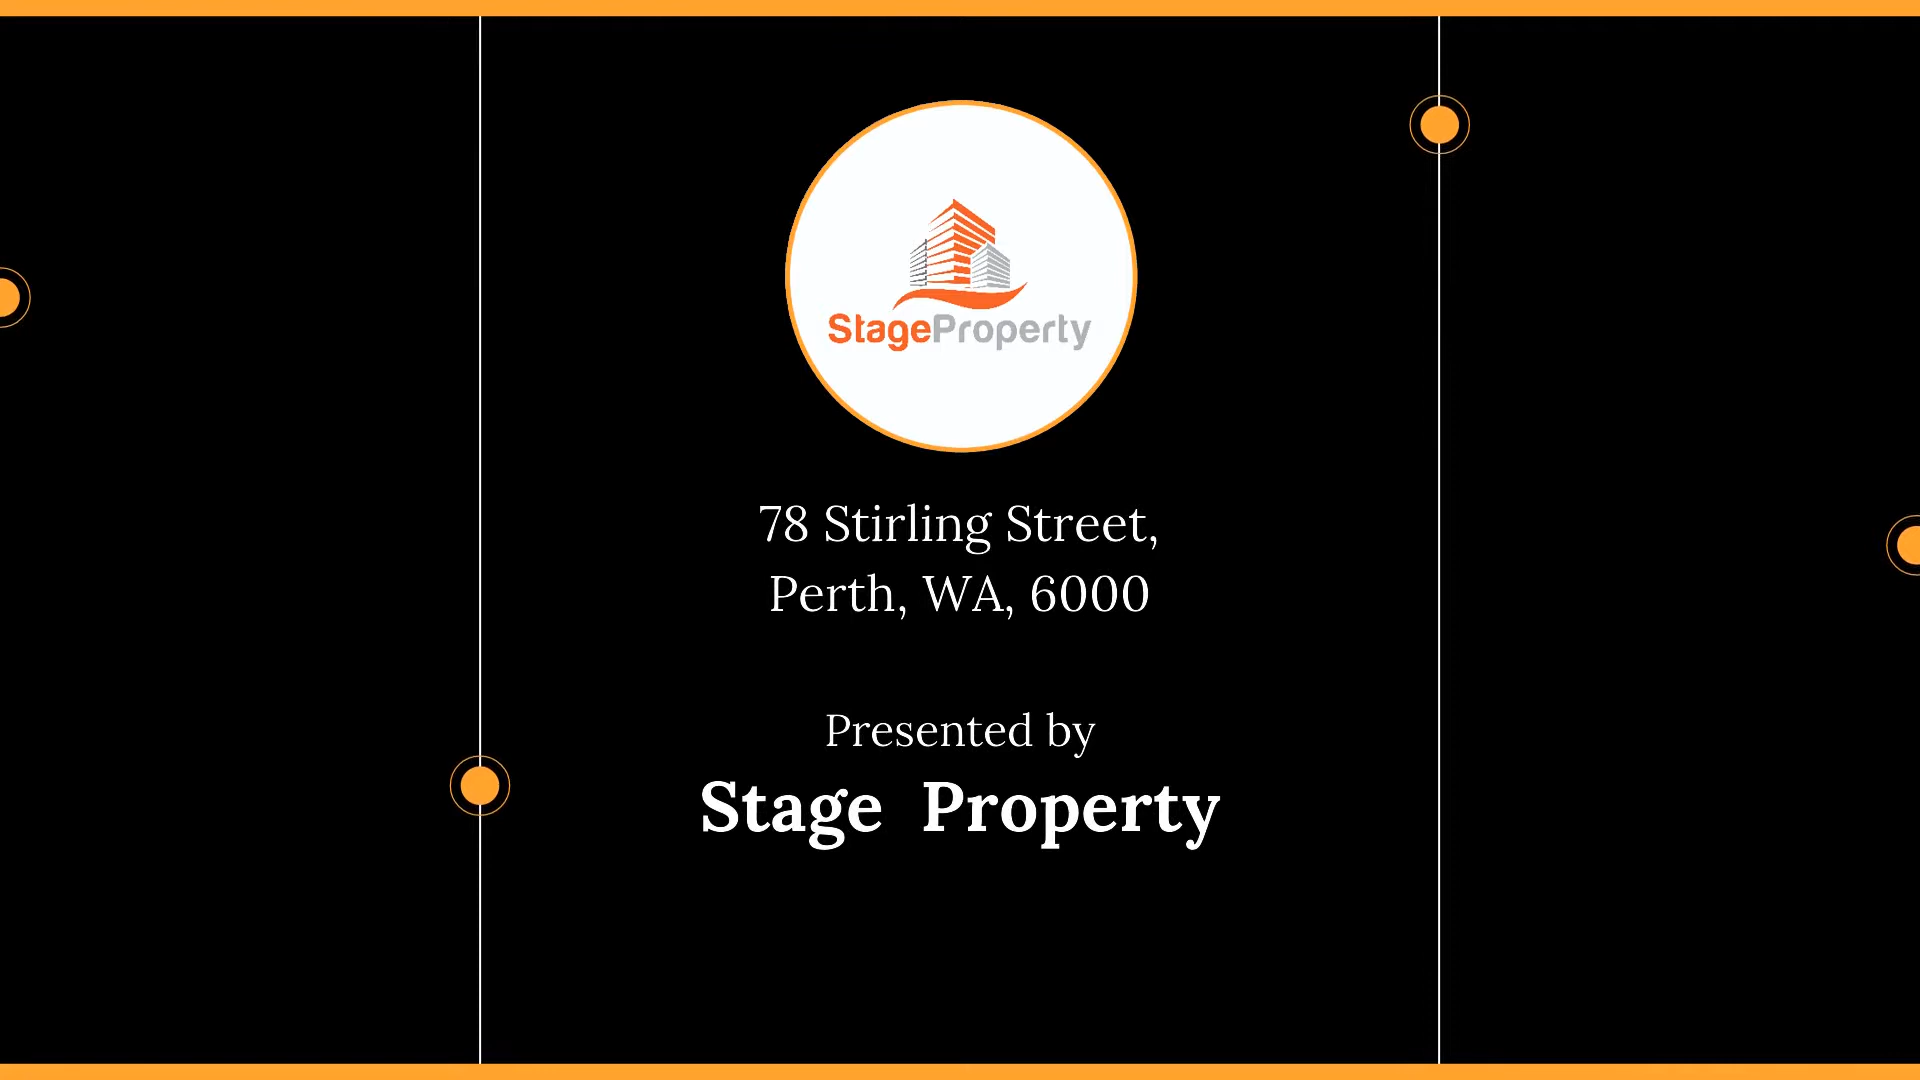 StageProperty
78 Stirling Street,
Perth, WA, 6000
Presented by
Stage Property